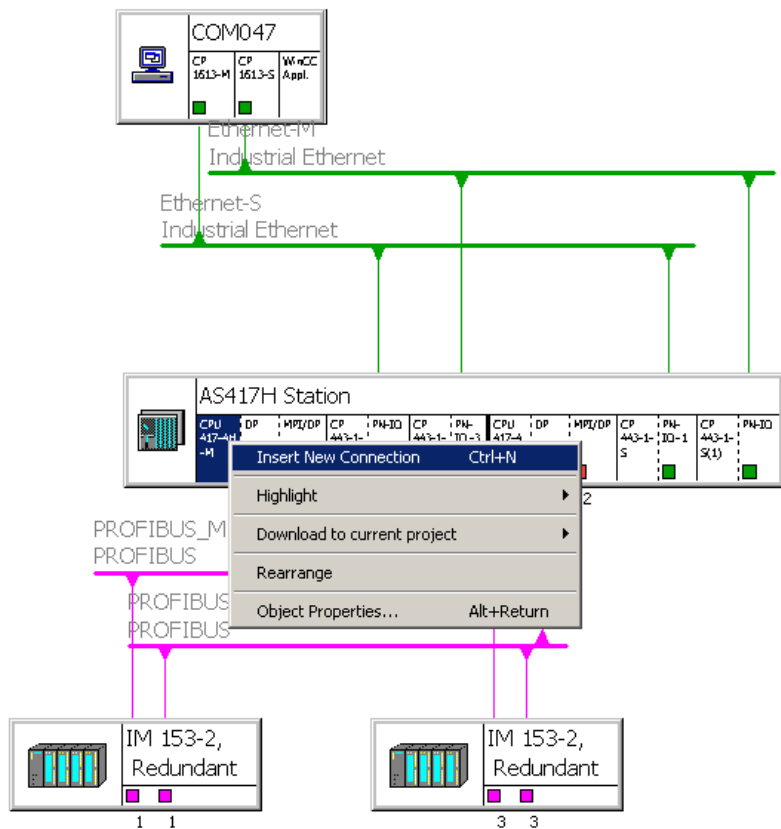 COM047
CP 1613-M
CP 1613-S
WinCC Appl.
Ethernet-M
Industrial Ethernet
Ethernet-S
Industrial Ethernet
AS417H Station
CPU 417-4H -M
DP
MPI/DP
CP 443-1-
PN-IO
CP 443-1-
PN- IO-3
CPU 417-4
DP
MPI/DP
CP 443-1- S
PN- IO-1
CP 443-1- S(1)
PN-IO
2
Insert New Connection Ctrl+N
Highlight
Download to current project
Rearrange
Object Properties... Alt+Return
PROFIBUS_M
PROFIBUS
PROFIBUS
PROFIBUS
IM 153-2,
Redundant
1 1
IM 153-2,
Redundant
3 3